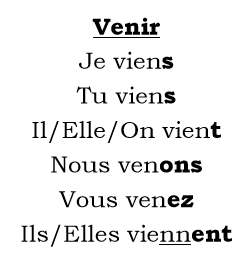 Venir
Je viens
Tu viens
Il/Elle/On vient
Nous venons
Vous venez
Ils/Elles viennent